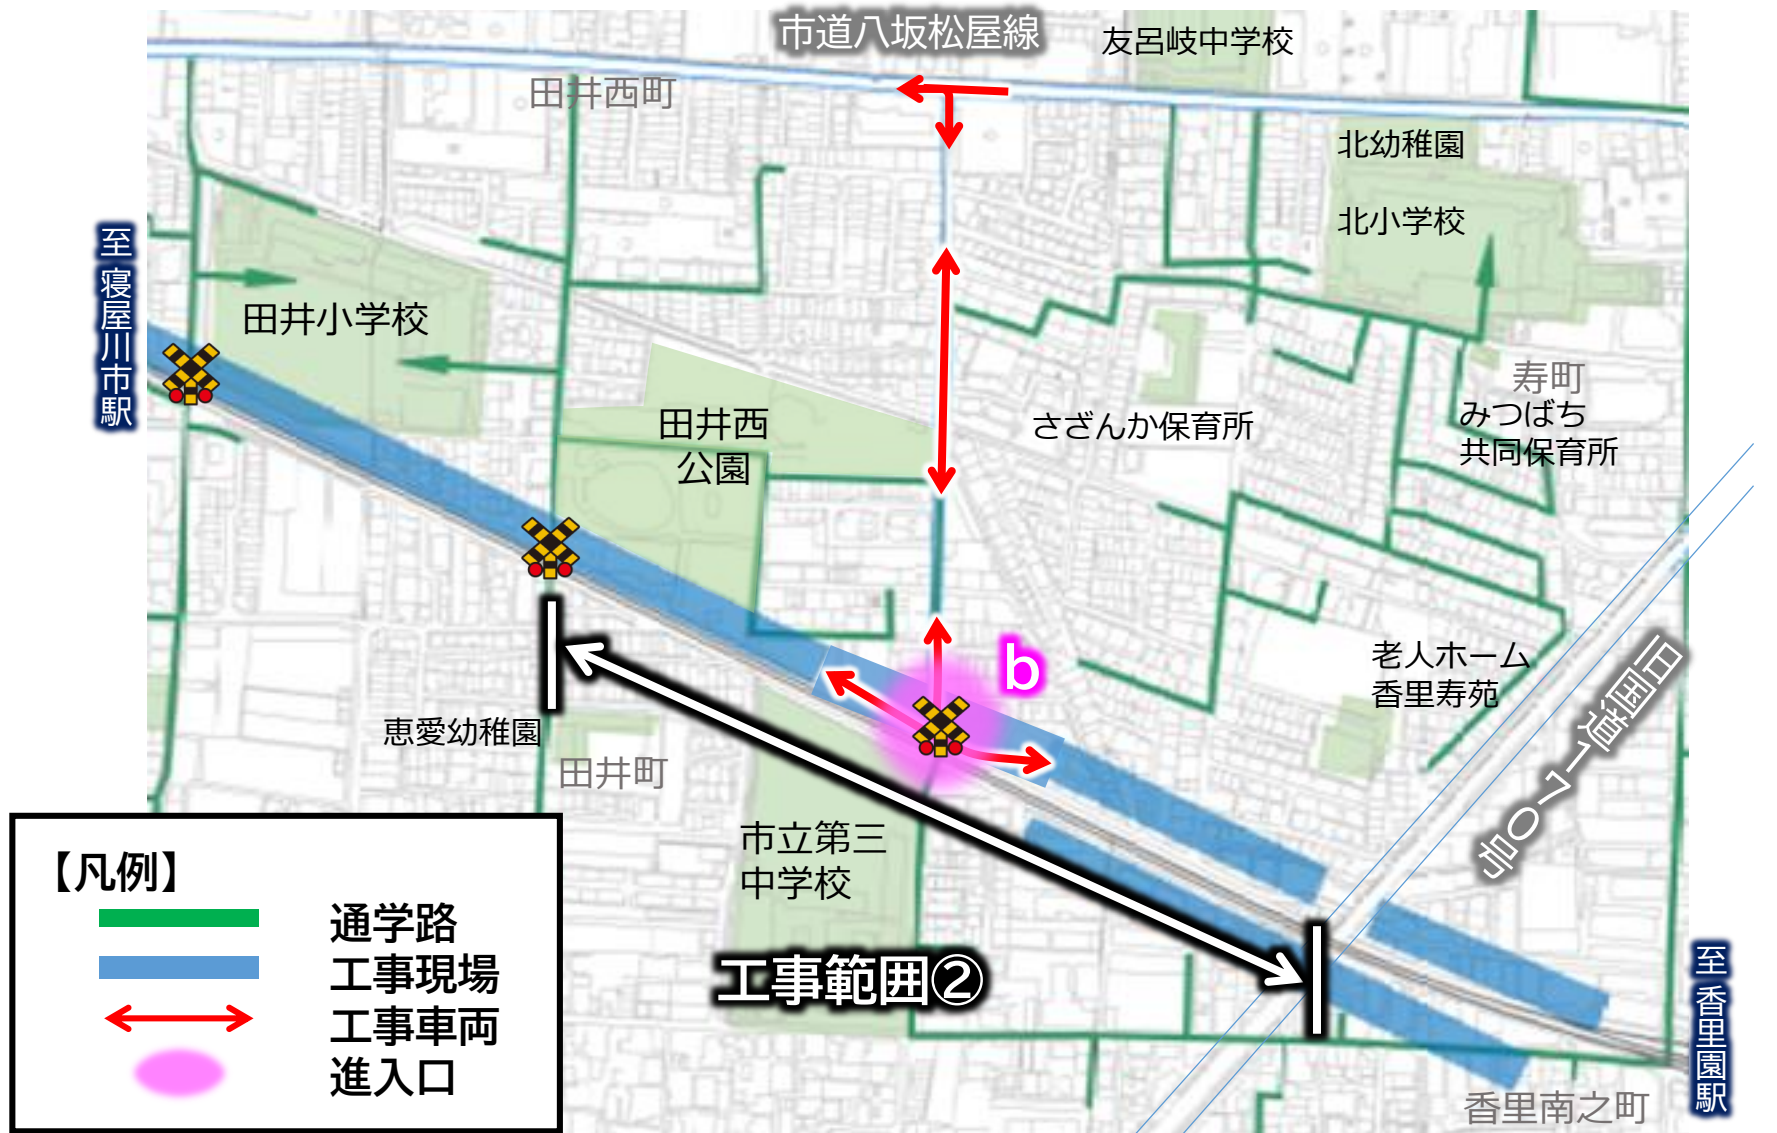 市道八坂松屋線
友呂岐中学校
田井西町
北幼稚園
北小学校
至 寝屋川市駅
田井小学校
寿町
みつばち
共同保育所
さざんか保育所
田井西
公園
b
老人ホーム
香里寿苑
旧国道170号
恵愛幼稚園
田井町
市立第三
中学校
工事範囲②
至 香里園駅
香里南之町
【凡例】
通学路
工事現場
工事車両
進入口